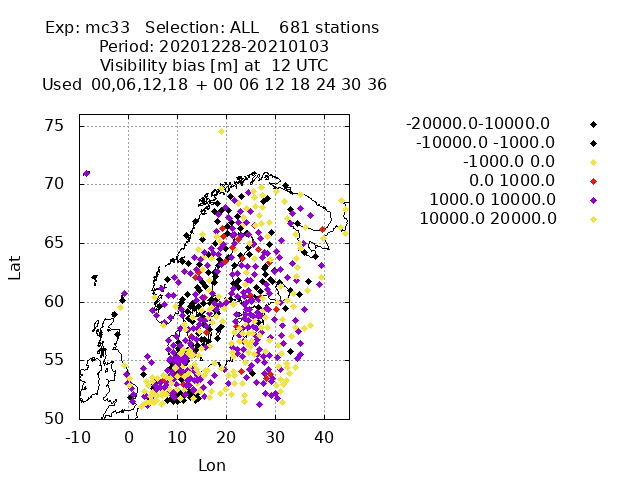 Exp: mc33 Selection: ALL 681 stations
Period: 20201228-20210103
Visibility bias [m] at 12 UTC
Used 00,06,12,18 + 00 06 12 18 24 30 36
-20000.0-10000.0
-10000.0 -1000.0
-1000.0 0.0
0.0 1000.0
1000.0 10000.0
10000.0 20000.0
75
70
65
60
55
50
Lat
-10 0 10 20 30 40
Lon